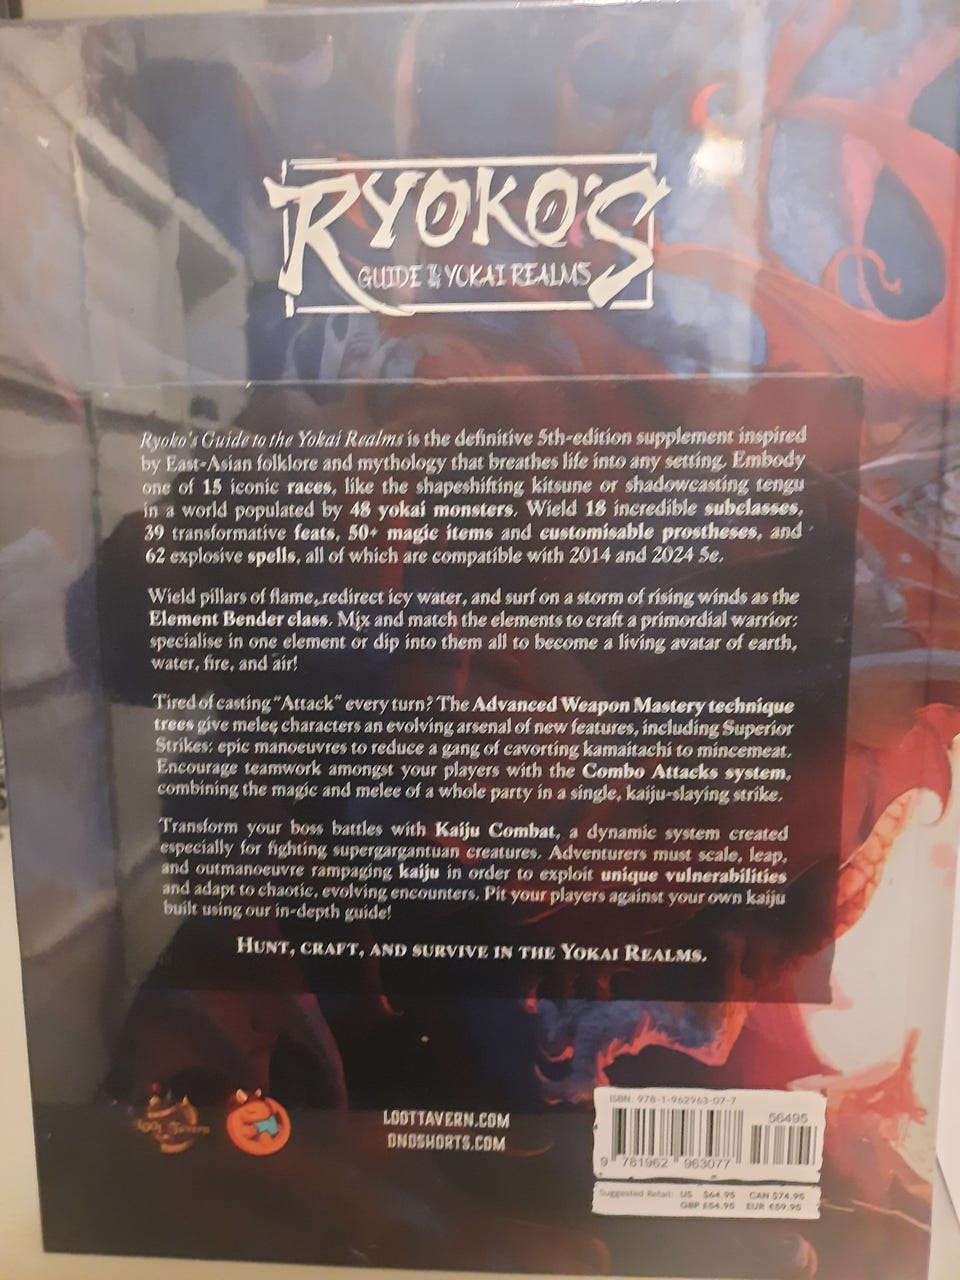 RYOKO'S
GUIDE TO THE YOKAI REALMS
Ryoko's Guide to the Yokai Realms is the definitive 5th-edition supplement inspired
by East-Asian folklore and mythology that breathes life into any setting. Embody
one of 15 iconic races, like the shapeshifting kitsune or shadowcasting tengu
in a world populated by 48 yokai monsters. Wield 18 incredible subclasses,
39 transformative feats, 50+ magic items and customisable prostheses, and
62 explosive spells, all of which are compatible with 2014 and 2024 5e.
Wield pillars of flame, redirect icy water, and surf on a storm of rising winds as the
Element Bender class. Mix and match the elements to craft a primordial warrior:
specialise in one element or dip into them all to become a living avatar of earth,
water, fire, and air!
Tired of casting "Attack" every turn? The Advanced Weapon Mastery technique
trees give melee characters an evolving arsenal of new features, including Superior
Strikes: epic manoeuvres to reduce a gang of cavorting kamaitachi to mincemeat.
Encourage teamwork amongst your players with the Combo Attacks system,
combining the magic and melee of a whole party in a single, kaiju-slaying strike.
Transform your boss battles with Kaiju Combat, a dynamic system created
especially for fighting supergargantuan creatures. Adventurers must scale, leap,
and outmanoeuvre rampaging kaiju in order to exploit unique vulnerabilities
and adapt to chaotic, evolving encounters. Pit your players against your own kaiju
built using our in-depth guide!
HUNT, CRAFT, AND SURVIVE IN THE YOKAI REALMS.
Loot Tavern
LOOTTAVERN.COM
DNDSHORTS.COM
ISBN: 978-1-962963-07-7
56495
9 781962 963077
Suggested Retail: US $64.95 CAN $74.95
GBP £54.95 EUR €59.95